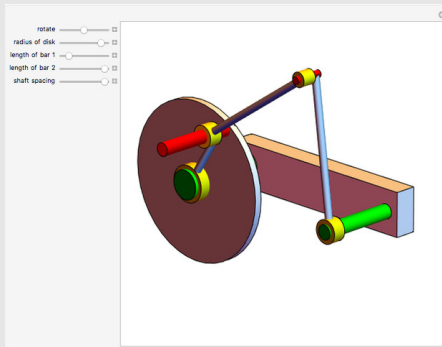 rotate
radius of disk
length of bar 1
length of bar 2
shaft spacing